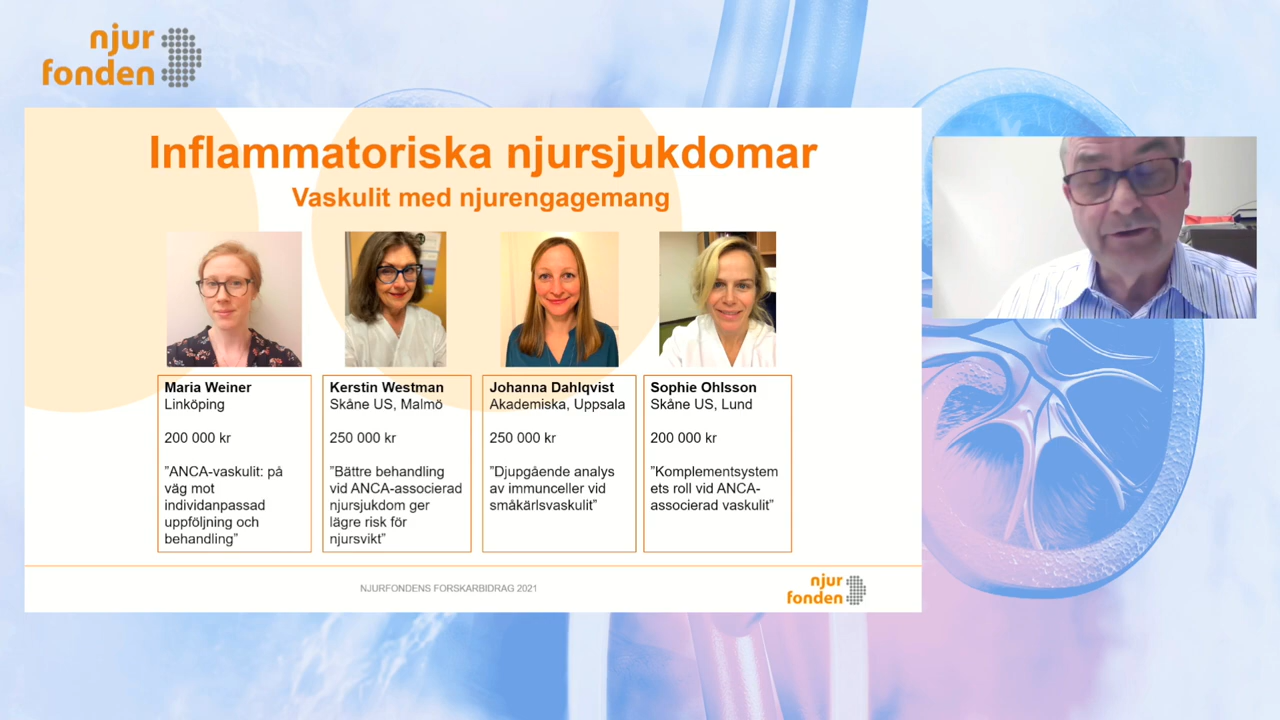 njur
fonden
Inflammatoriska njursjukdomar
Vaskulit med njurengagemang
Maria Weiner
Linköping
200 000 kr
”ANCA-vaskulit: på
väg mot
individanpassad
uppföljning och
behandling”
Kerstin Westman
Skåne US, Malmö
250 000 kr
”Bättre behandling
vid ANCA-associerad
njursjukdom ger
lägre risk för
njursvikt”
Johanna Dahlqvist
Akademiska, Uppsala
250 000 kr
”Djupgående analys
av immunceller vid
småkärlsvaskulit”
Sophie Ohlsson
Skåne US, Lund
200 000 kr
”Komplementsystem
ets roll vid ANCA-
associerad vaskulit”
NJURFONDENS FORSKARBIDRAG 2021
njur
fonden